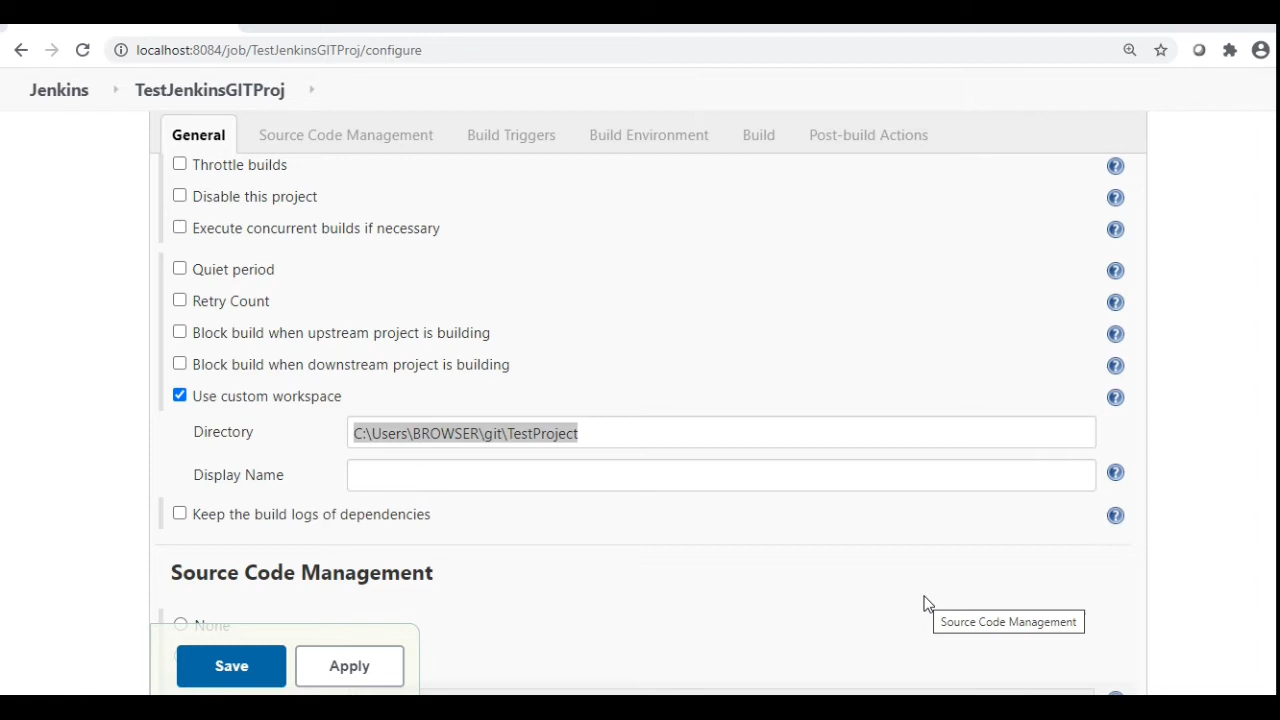 localhost:8084/job/TestJenkinsGITProj/configure
Jenkins TestJenkinsGITProj
General Source Code Management Build Triggers Build Environment Build Post-build Actions
Throttle builds
Disable this project
Execute concurrent builds if necessary
Quiet period
Retry Count
Block build when upstream project is building
Block build when downstream project is building
Use custom workspace
Directory C:\Users\BROWSER\git\TestProject
Display Name
Keep the build logs of dependencies
Source Code Management
Source Code Management
None
Save Apply